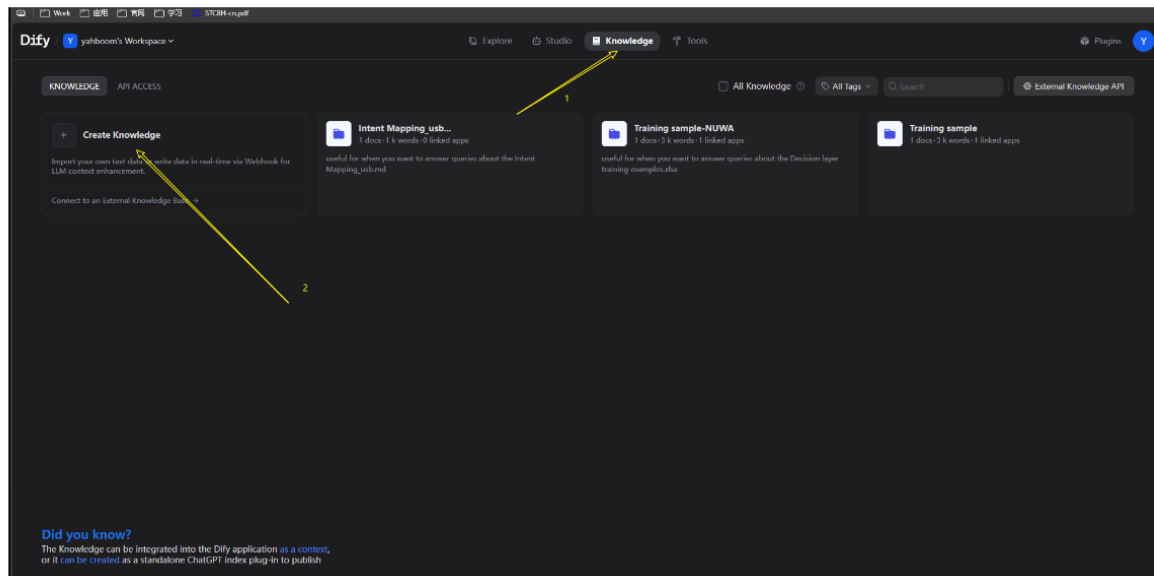 Work 应用 官网 学习 STC8H-cn.pdf
Dify / Y yahboom's Workspace Explore Studio Knowledge Tools Plugins Y
KNOWLEDGE API ACCESS All Knowledge All Tags Search External Knowledge API
1
+ Create Knowledge
Import your own text data or write data in real-time via Webhook for
LLM context enhancement.
Connect to an External Knowledge Base →
Intent Mapping_usb...
1 docs·1 k words·0 linked apps
useful for when you want to answer queries about the Intent
Mapping_usb.md
Training sample-NUWA
1 docs·3 k words·1 linked apps
useful for when you want to answer queries about the Decision layer
training examples.xlsx
Training sample
1 docs·3 k words·1 linked apps
2
Did you know?
The Knowledge can be integrated into the Dify application as a context,
or it can be created as a standalone ChatGPT index plug-in to publish